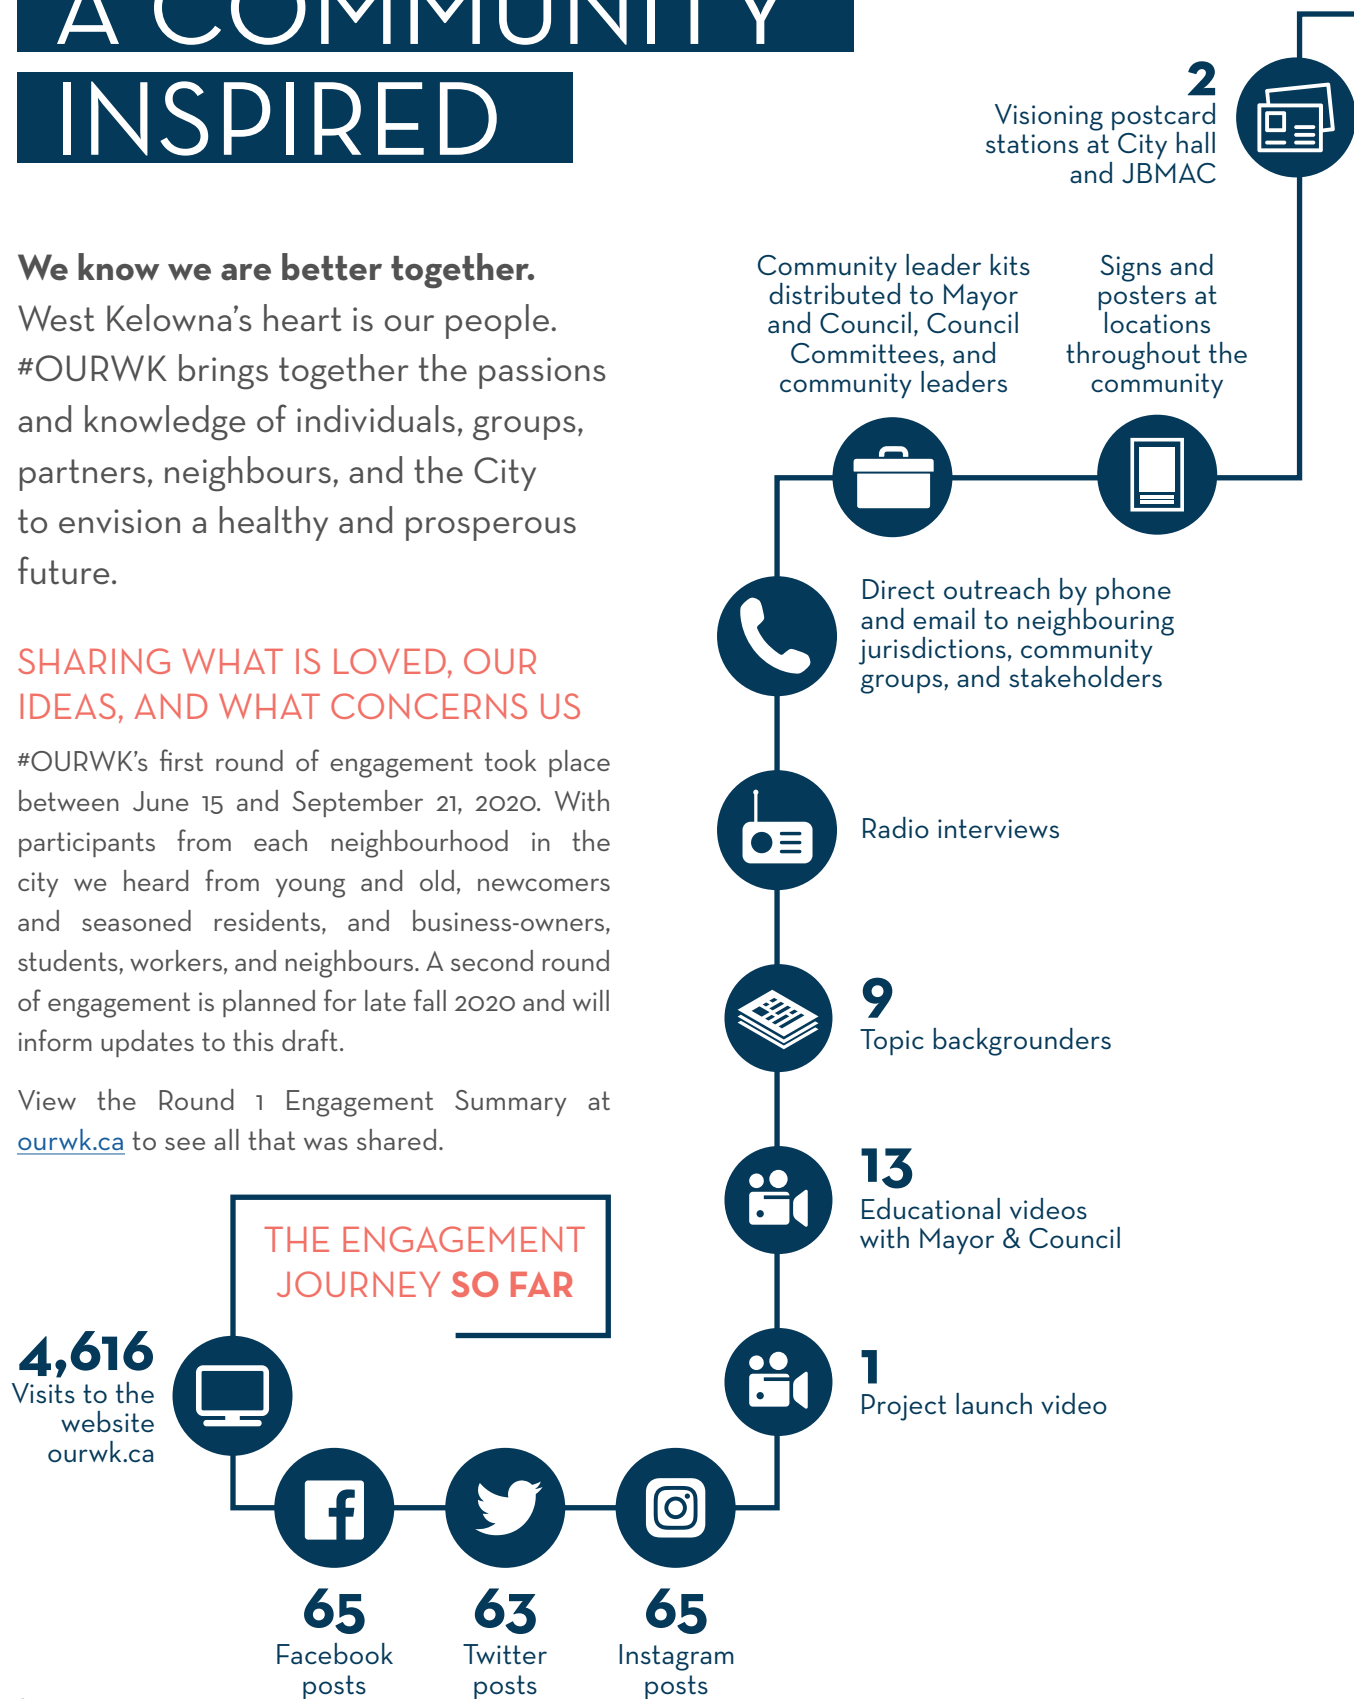 A COMMUNITY
INSPIRED
We know we are better together.
West Kelowna's heart is our people.
#OURWK brings together the passions
and knowledge of individuals, groups,
partners, neighbours, and the City
to envision a healthy and prosperous
future.
SHARING WHAT IS LOVED, OUR
IDEAS, AND WHAT CONCERNS US
#OURWK's first round of engagement took place
between June 15 and September 21, 2020. With
participants from each neighbourhood in the
city we heard from young and old, newcomers
and seasoned residents, and business-owners,
students, workers, and neighbours. A second round
of engagement is planned for late fall 2020 and will
inform updates to this draft.
View the Round 1 Engagement Summary at
ourwk.ca to see all that was shared.
THE ENGAGEMENT
JOURNEY SO FAR
4,616
Visits to the
website
ourwk.ca
65
Facebook
posts
63
Twitter
posts
65
Instagram
posts
1
Project launch video
13
Educational videos
with Mayor & Council
9
Topic backgrounders
Radio interviews
Direct outreach by phone
and email to neighbouring
jurisdictions, community
groups, and stakeholders
Community leader kits
distributed to Mayor
and Council, Council
Committees, and
community leaders
Signs and
posters at
locations
throughout the
community
2
Visioning postcard
stations at City hall
and JBMAC